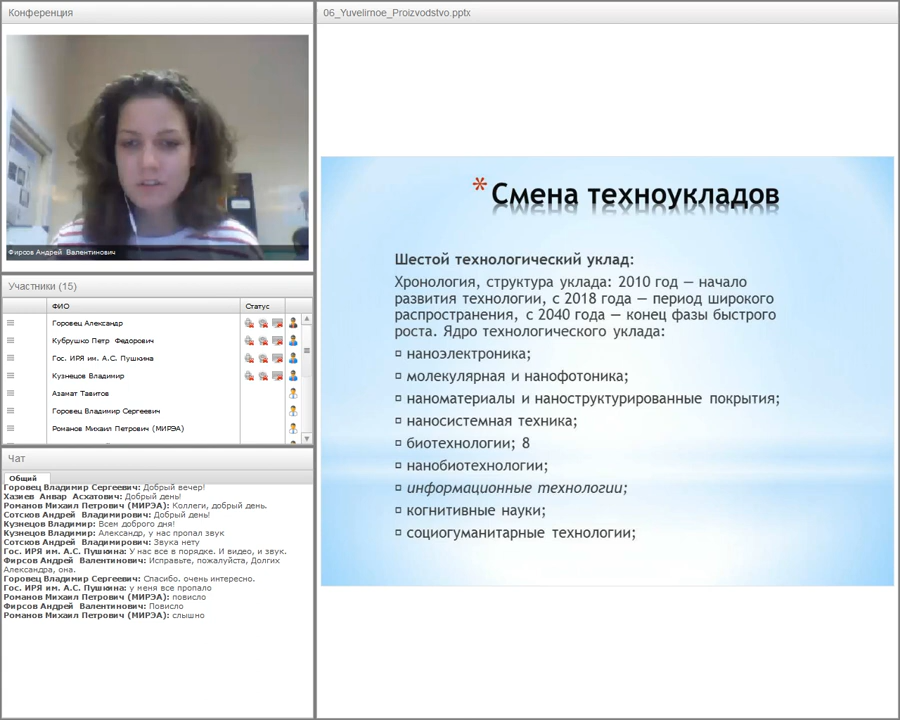 Конференция
Фирсов Андрей Валентинович
Участники (15)
ФИО Статус
Горовец Александр
Кубрушко Петр Федорович
Гос. ИРЯ им. А.С. Пушкина
Кузнецов Владимир
Азамат Тавитов
Горовец Владимир Сергеевич
Романов Михаил Петрович (МИРЭА)
Чат
Общий
Горовец Владимир Сергеевич: Добрый вечер!
Хазиев Анвар Асхатович: Добрый день!
Романов Михаил Петрович (МИРЭА): Коллеги, добрый день.
Сотсков Андрей Владимирович: Добрый день!
Кузнецов Владимир: Всем доброго дня!
Кузнецов Владимир: Александр, у нас пропал звук
Сотсков Андрей Владимирович: Звука нету
Гос. ИРЯ им. А.С. Пушкина: У нас все в порядке. И видео, и звук.
Фирсов Андрей Валентинович: Исправьте, пожалуйста, Долгих
Александра, она.
Горовец Владимир Сергеевич: Спасибо. очень интересно.
Гос. ИРЯ им. А.С. Пушкина: у меня все пропало
Романов Михаил Петрович (МИРЭА): повисло
Фирсов Андрей Валентинович: Повисло
Романов Михаил Петрович (МИРЭА): слышно
06_Yuvelirnoe_Proizvodstvo.pptx
* Смена техноукладов
Шестой технологический уклад:
Хронология, структура уклада: 2010 год — начало
развития технологии, с 2018 года — период широкого
распространения, с 2040 года — конец фазы быстрого
роста. Ядро технологического уклада:
наноэлектроника;
молекулярная и нанофотоника;
наноматериалы и наноструктурированные покрытия;
наносистемная техника;
биотехнологии; 8
нанобиотехнологии;
информационные технологии;
когнитивные науки;
социогуманитарные технологии;